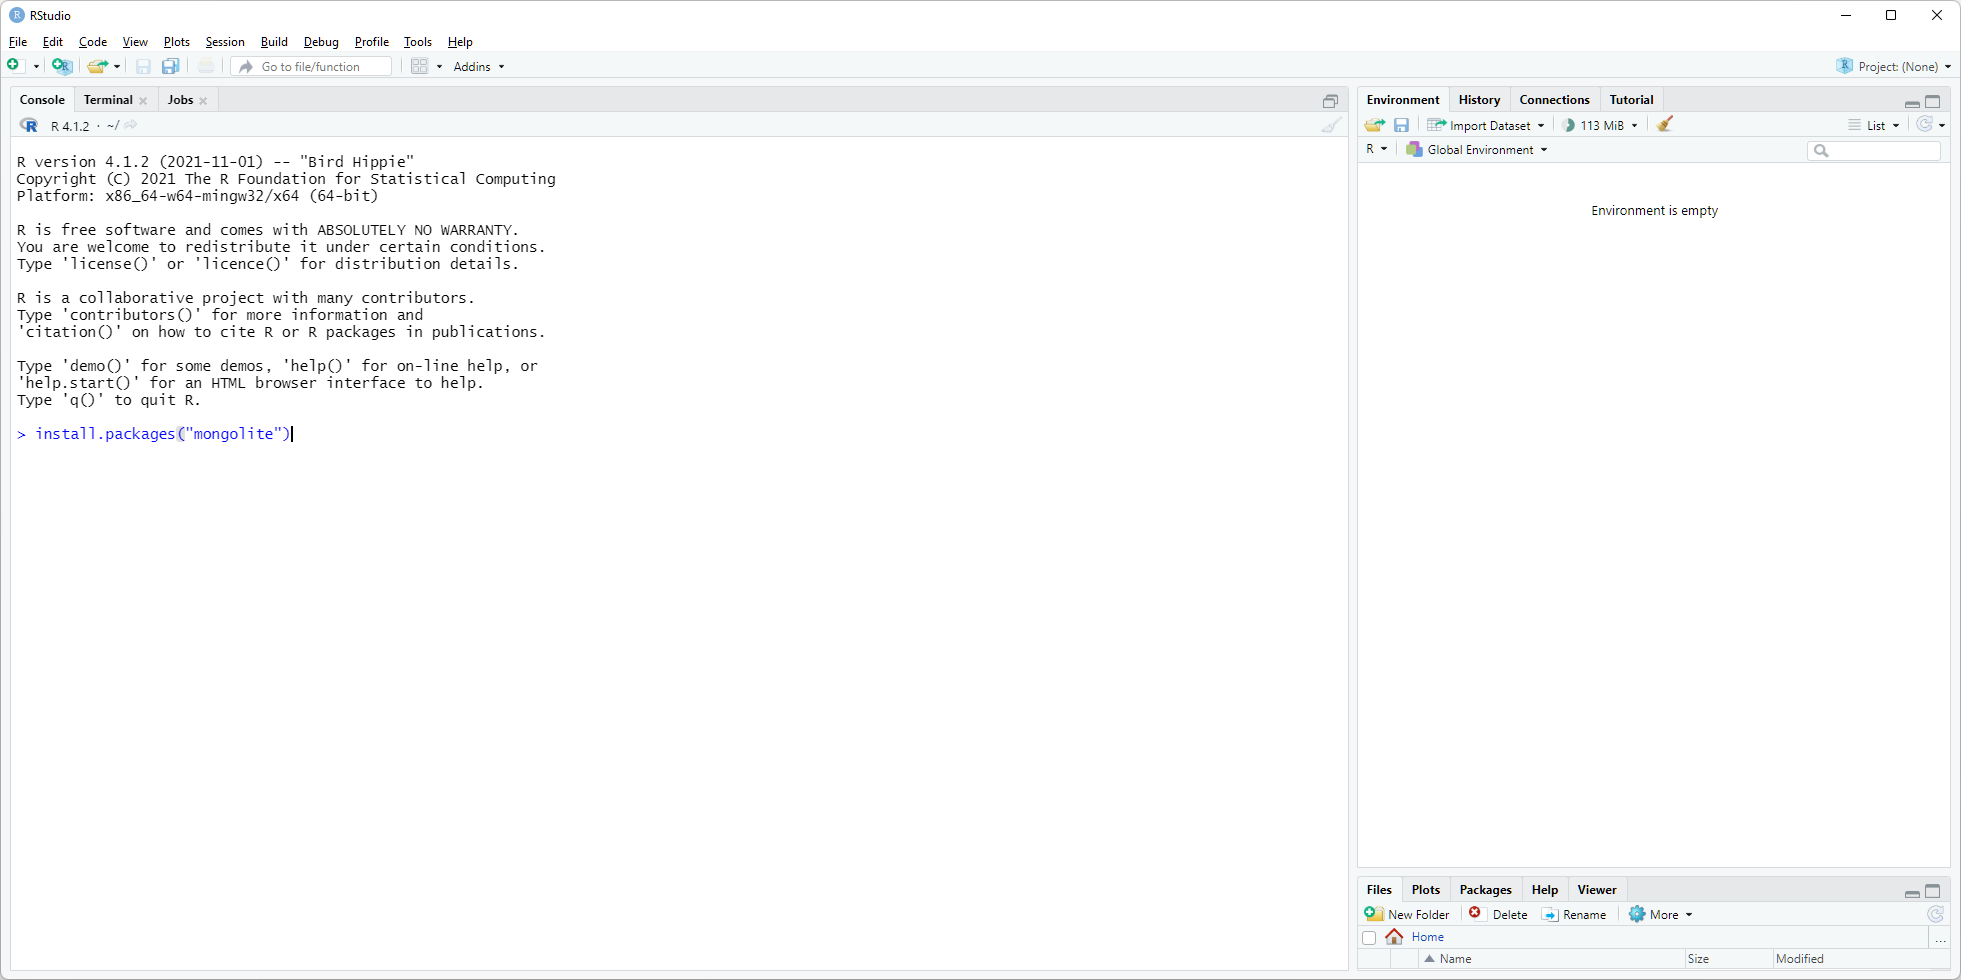 RStudio
File Edit Code View Plots Session Build Debug Profile Tools Help
Go to file/function Addins Project: (None)
Console Terminal Jobs
R 4.1.2 · ~/
R version 4.1.2 (2021-11-01) -- "Bird Hippie"
Copyright (C) 2021 The R Foundation for Statistical Computing
Platform: x86_64-w64-mingw32/x64 (64-bit)
R is free software and comes with ABSOLUTELY NO WARRANTY.
You are welcome to redistribute it under certain conditions.
Type 'license()' or 'licence()' for distribution details.
R is a collaborative project with many contributors.
Type 'contributors()' for more information and
'citation()' on how to cite R or R packages in publications.
Type 'demo()' for some demos, 'help()' for on-line help, or
'help.start()' for an HTML browser interface to help.
Type 'q()' to quit R.
> install.packages("mongolite")
Environment History Connections Tutorial
Import Dataset 113 MiB List
R Global Environment
Environment is empty
Files Plots Packages Help Viewer
New Folder Delete Rename More
Home ...
Name Size Modified